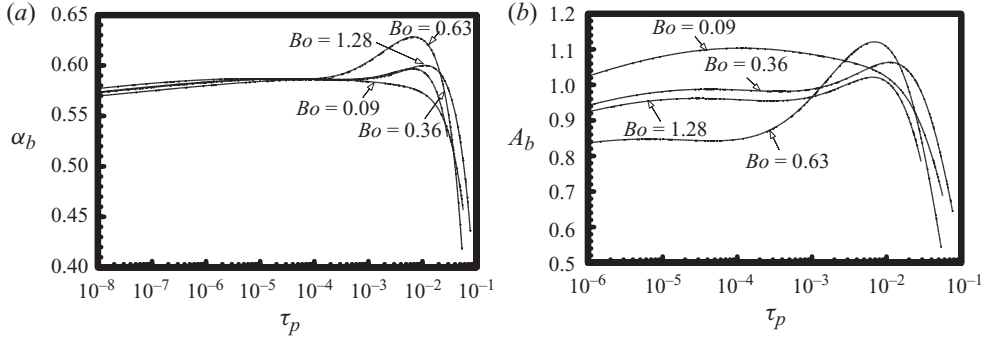 (a)
0.65
0.60
0.55
0.50
0.45
0.40
α_b
Bo = 0.63
Bo = 1.28
Bo = 0.09
Bo = 0.36
10^–8
10^–7
10^–6
10^–5
10^–4
10^–3
10^–2
10^–1
τ_p
(b)
1.2
1.1
1.0
0.9
0.8
0.7
0.6
0.5
A_b
Bo = 0.09
Bo = 0.36
Bo = 1.28
Bo = 0.63
10^–6
10^–5
10^–4
10^–3
10^–2
10^–1
τ_p